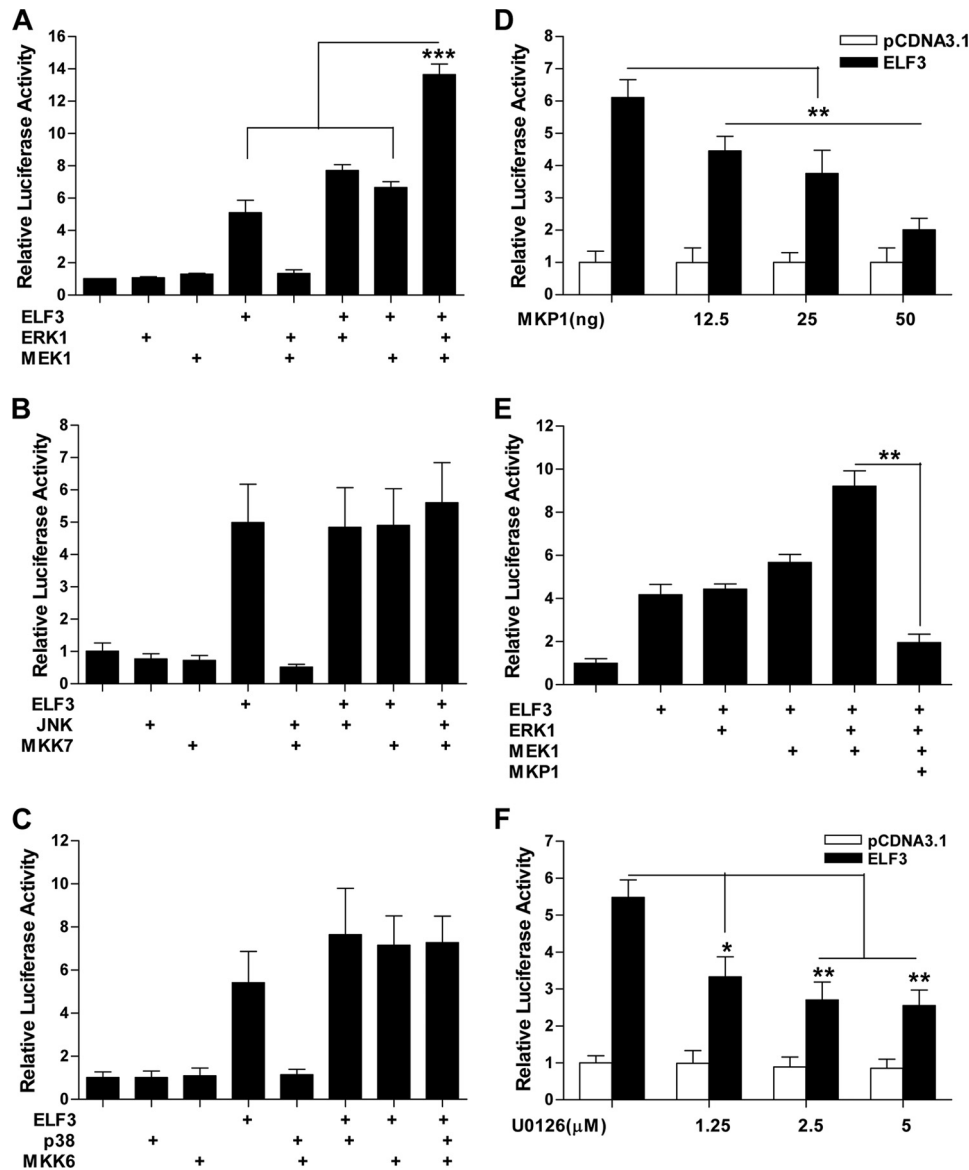 A
Relative Luciferase Activity
16
14
12
10
8
6
4
2
0
***
ELF3 + + + +
ERK1 + + + +
MEK1 + + + +
B
Relative Luciferase Activity
8
7
6
5
4
3
2
1
0
ELF3 + + + +
JNK + + + +
MKK7 + + + +
C
Relative Luciferase Activity
12
10
8
6
4
2
0
ELF3 + + + +
p38 + + + +
MKK6 + + + +
D
pCDNA3.1
ELF3
Relative Luciferase Activity
8
7
6
5
4
3
2
1
0
**
MKP1(ng) 12.5 25 50
E
Relative Luciferase Activity
12
10
8
6
4
2
0
**
ELF3 + + + + +
ERK1 + + +
MEK1 + + +
MKP1 +
F
pCDNA3.1
ELF3
Relative Luciferase Activity
7
6
5
4
3
2
1
0
*
**
**
U0126(μM) 1.25 2.5 5